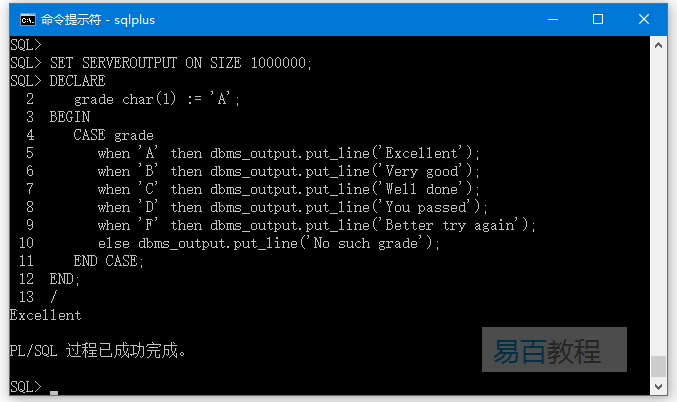 命令提示符 - sqlplus
SQL>
SQL> SET SERVEROUTPUT ON SIZE 1000000;
SQL> DECLARE
  2     grade char(1) := 'A';
  3  BEGIN
  4     CASE grade
  5        when 'A' then dbms_output.put_line('Excellent');
  6        when 'B' then dbms_output.put_line('Very good');
  7        when 'C' then dbms_output.put_line('Well done');
  8        when 'D' then dbms_output.put_line('You passed');
  9        when 'F' then dbms_output.put_line('Better try again');
 10        else dbms_output.put_line('No such grade');
 11     END CASE;
 12  END;
 13  /
Excellent
PL/SQL 过程已成功完成。
易百教程
SQL>